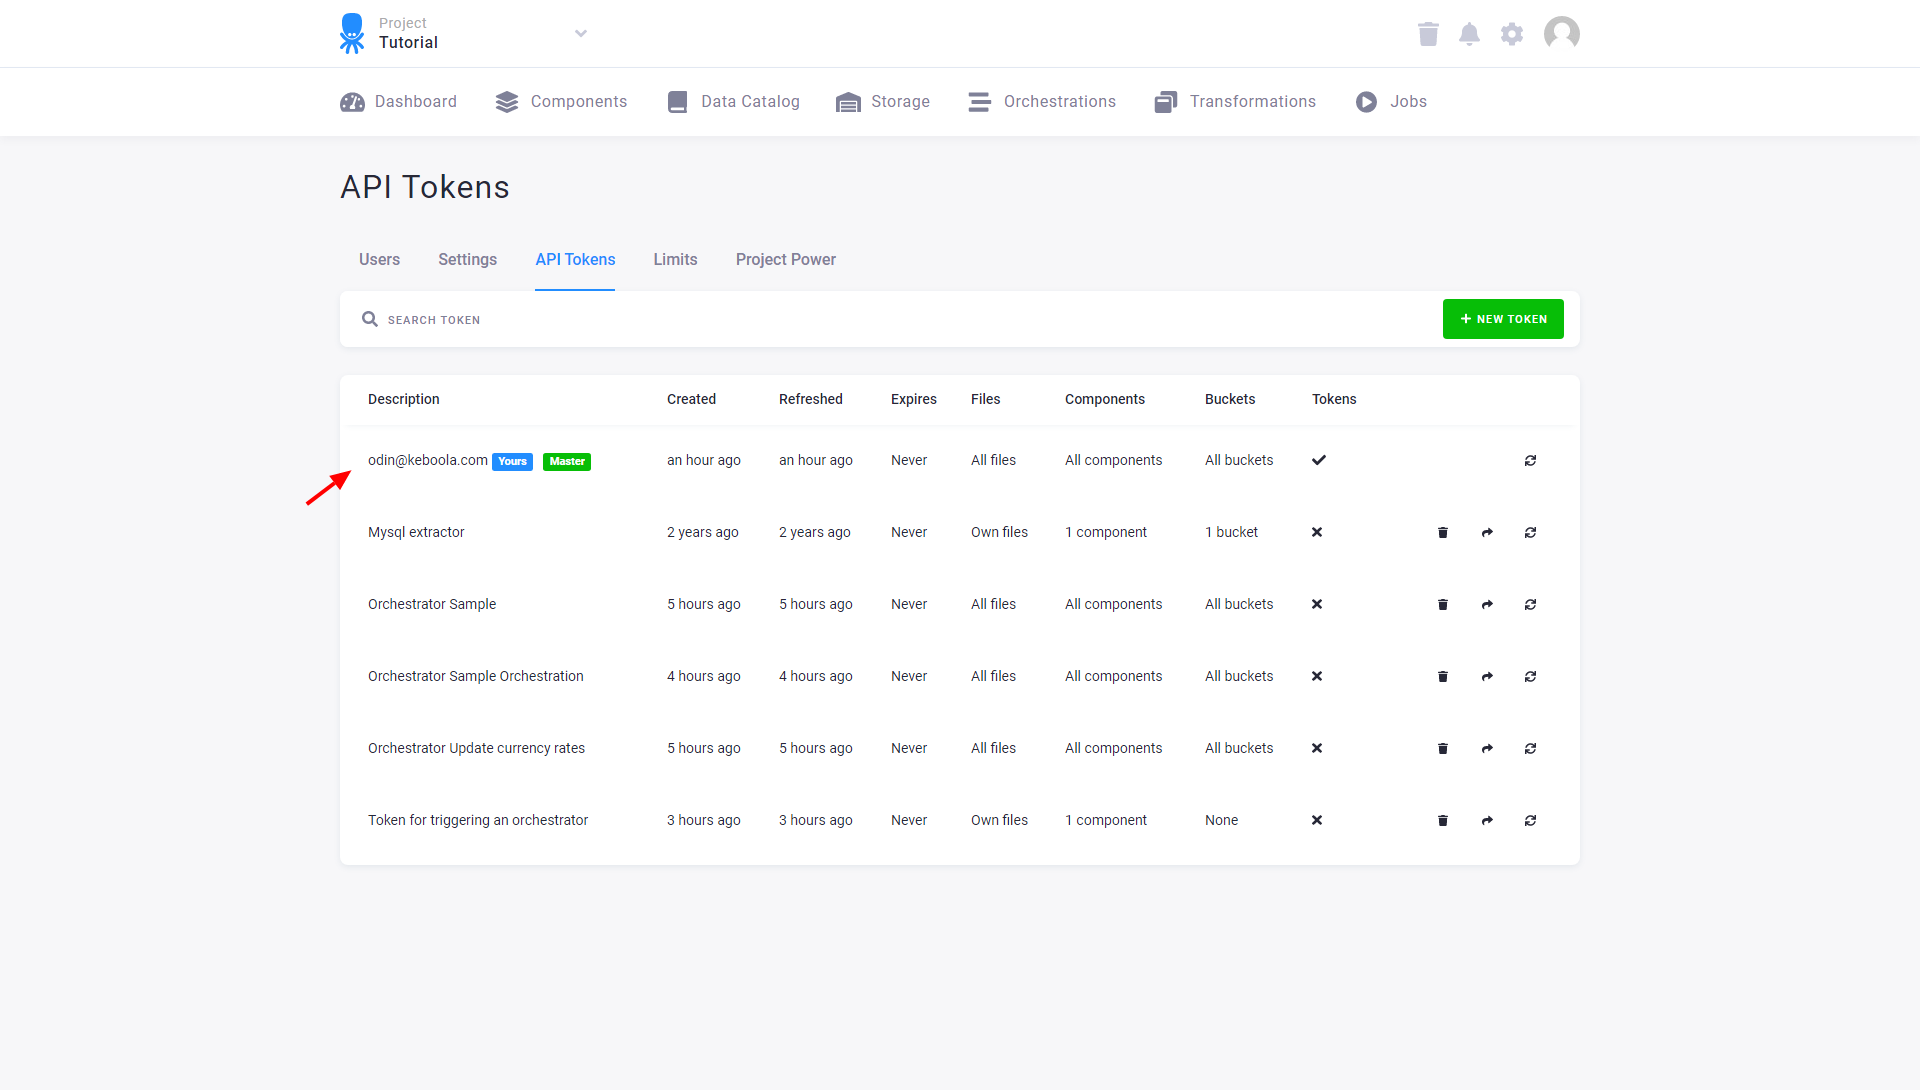 Project
Tutorial
Dashboard Components Data Catalog Storage Orchestrations Transformations Jobs
API Tokens
Users Settings API Tokens Limits Project Power
SEARCH TOKEN + NEW TOKEN
Description Created Refreshed Expires Files Components Buckets Tokens
odin@keboola.com Yours Master an hour ago an hour ago Never All files All components All buckets
Mysql extractor 2 years ago 2 years ago Never Own files 1 component 1 bucket
Orchestrator Sample 5 hours ago 5 hours ago Never All files All components All buckets
Orchestrator Sample Orchestration 4 hours ago 4 hours ago Never All files All components All buckets
Orchestrator Update currency rates 5 hours ago 5 hours ago Never All files All components All buckets
Token for triggering an orchestrator 3 hours ago 3 hours ago Never Own files 1 component None